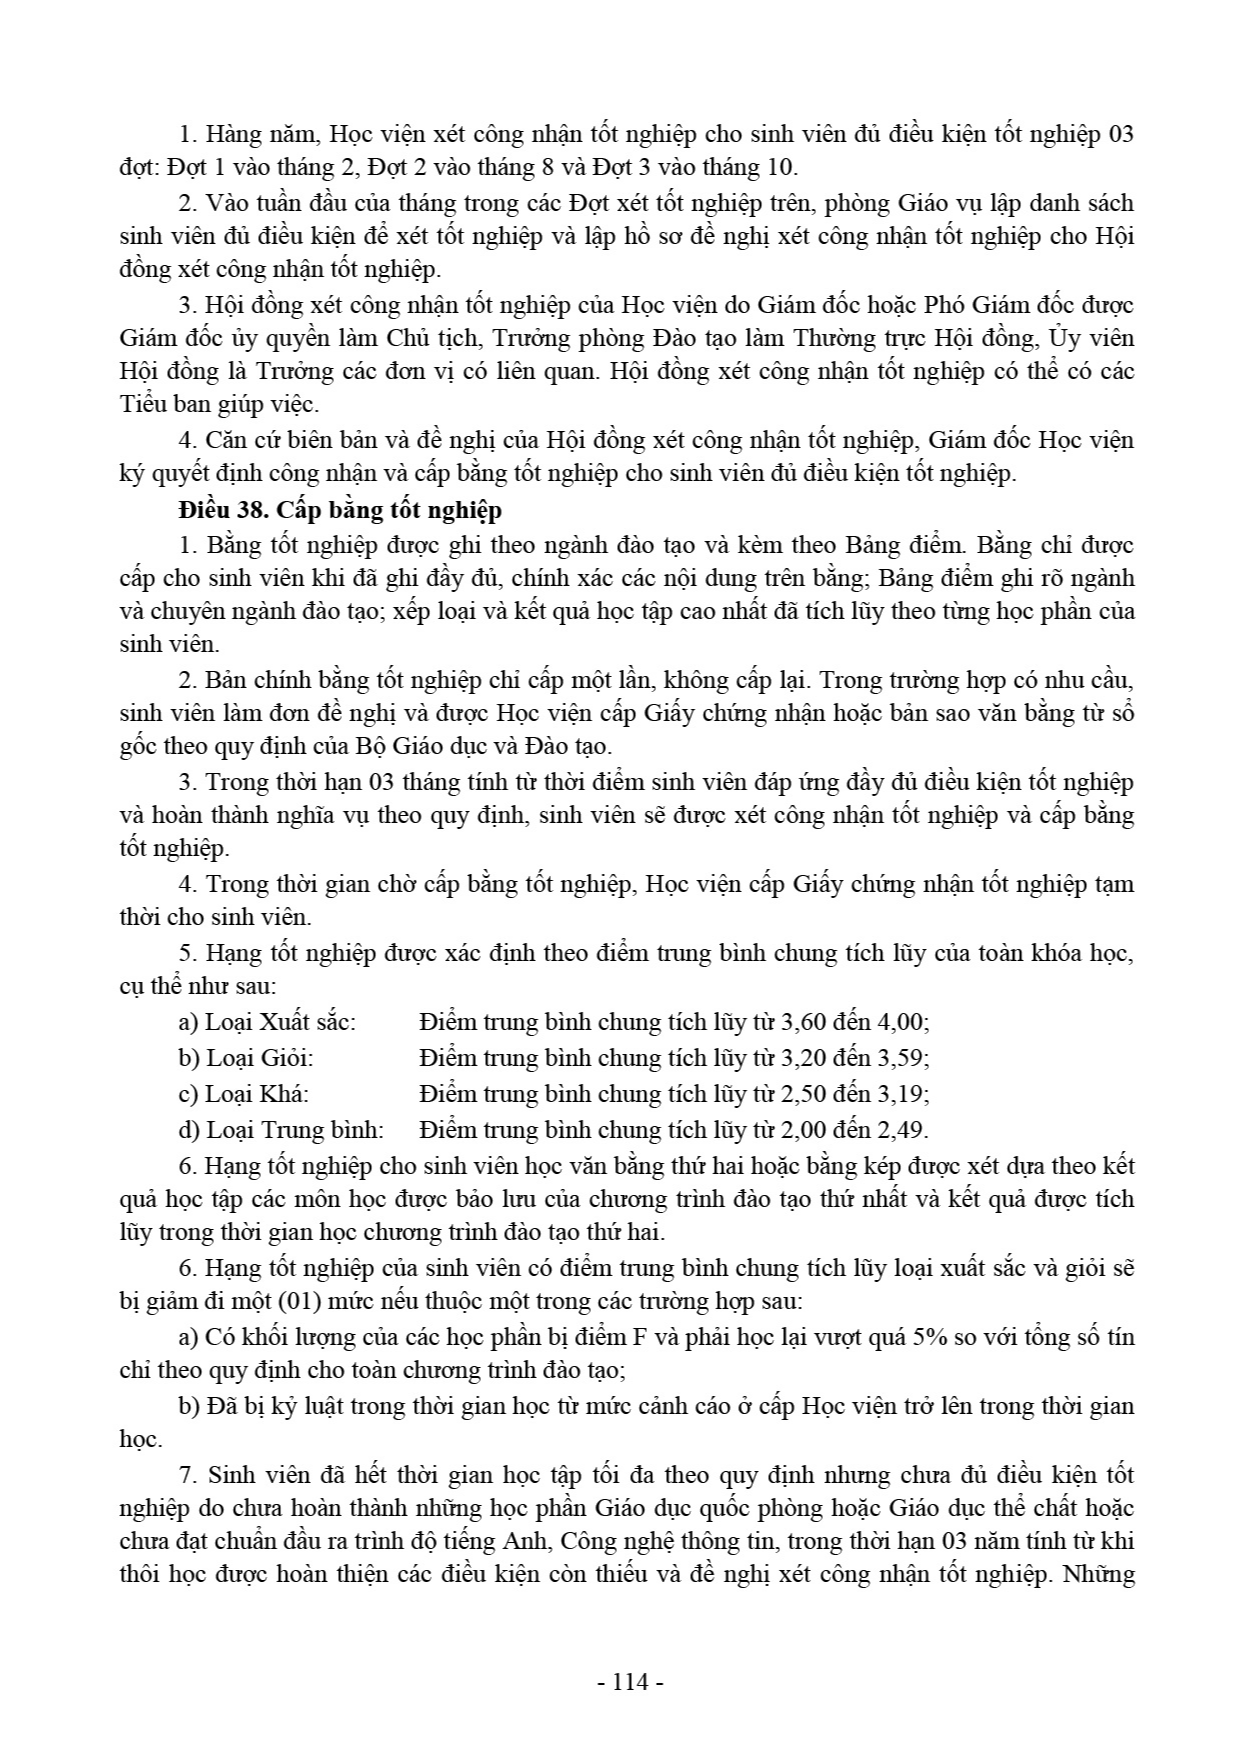 1. Hàng năm, Học viện xét công nhận tốt nghiệp cho sinh viên đủ điều kiện tốt nghiệp 03
đợt: Đợt 1 vào tháng 2, Đợt 2 vào tháng 8 và Đợt 3 vào tháng 10.
2. Vào tuần đầu của tháng trong các Đợt xét tốt nghiệp trên, phòng Giáo vụ lập danh sách
sinh viên đủ điều kiện để xét tốt nghiệp và lập hồ sơ đề nghị xét công nhận tốt nghiệp cho Hội
đồng xét công nhận tốt nghiệp.
3. Hội đồng xét công nhận tốt nghiệp của Học viện do Giám đốc hoặc Phó Giám đốc được
Giám đốc ủy quyền làm Chủ tịch, Trưởng phòng Đào tạo làm Thường trực Hội đồng, Ủy viên
Hội đồng là Trưởng các đơn vị có liên quan. Hội đồng xét công nhận tốt nghiệp có thể có các
Tiểu ban giúp việc.
4. Căn cứ biên bản và đề nghị của Hội đồng xét công nhận tốt nghiệp, Giám đốc Học viện
ký quyết định công nhận và cấp bằng tốt nghiệp cho sinh viên đủ điều kiện tốt nghiệp.
Điều 38. Cấp bằng tốt nghiệp
1. Bằng tốt nghiệp được ghi theo ngành đào tạo và kèm theo Bảng điểm. Bằng chỉ được
cấp cho sinh viên khi đã ghi đầy đủ, chính xác các nội dung trên bằng; Bảng điểm ghi rõ ngành
và chuyên ngành đào tạo; xếp loại và kết quả học tập cao nhất đã tích lũy theo từng học phần của
sinh viên.
2. Bản chính bằng tốt nghiệp chỉ cấp một lần, không cấp lại. Trong trường hợp có nhu cầu,
sinh viên làm đơn đề nghị và được Học viện cấp Giấy chứng nhận hoặc bản sao văn bằng từ sổ
gốc theo quy định của Bộ Giáo dục và Đào tạo.
3. Trong thời hạn 03 tháng tính từ thời điểm sinh viên đáp ứng đầy đủ điều kiện tốt nghiệp
và hoàn thành nghĩa vụ theo quy định, sinh viên sẽ được xét công nhận tốt nghiệp và cấp bằng
tốt nghiệp.
4. Trong thời gian chờ cấp bằng tốt nghiệp, Học viện cấp Giấy chứng nhận tốt nghiệp tạm
thời cho sinh viên.
5. Hạng tốt nghiệp được xác định theo điểm trung bình chung tích lũy của toàn khóa học,
cụ thể như sau:
a) Loại Xuất sắc: Điểm trung bình chung tích lũy từ 3,60 đến 4,00;
b) Loại Giỏi: Điểm trung bình chung tích lũy từ 3,20 đến 3,59;
c) Loại Khá: Điểm trung bình chung tích lũy từ 2,50 đến 3,19;
d) Loại Trung bình: Điểm trung bình chung tích lũy từ 2,00 đến 2,49.
6. Hạng tốt nghiệp cho sinh viên học văn bằng thứ hai hoặc bằng kép được xét dựa theo kết
quả học tập các môn học được bảo lưu của chương trình đào tạo thứ nhất và kết quả được tích
lũy trong thời gian học chương trình đào tạo thứ hai.
6. Hạng tốt nghiệp của sinh viên có điểm trung bình chung tích lũy loại xuất sắc và giỏi sẽ
bị giảm đi một (01) mức nếu thuộc một trong các trường hợp sau:
a) Có khối lượng của các học phần bị điểm F và phải học lại vượt quá 5% so với tổng số tín
chỉ theo quy định cho toàn chương trình đào tạo;
b) Đã bị kỷ luật trong thời gian học từ mức cảnh cáo ở cấp Học viện trở lên trong thời gian
học.
7. Sinh viên đã hết thời gian học tập tối đa theo quy định nhưng chưa đủ điều kiện tốt
nghiệp do chưa hoàn thành những học phần Giáo dục quốc phòng hoặc Giáo dục thể chất hoặc
chưa đạt chuẩn đầu ra trình độ tiếng Anh, Công nghệ thông tin, trong thời hạn 03 năm tính từ khi
thôi học được hoàn thiện các điều kiện còn thiếu và đề nghị xét công nhận tốt nghiệp. Những
- 114 -